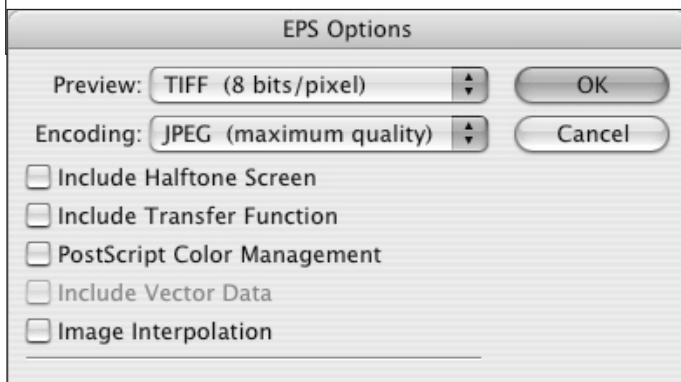 EPS Options
Preview: TIFF (8 bits/pixel) OK
Encoding: JPEG (maximum quality) Cancel
Include Halftone Screen
Include Transfer Function
PostScript Color Management
Include Vector Data
Image Interpolation